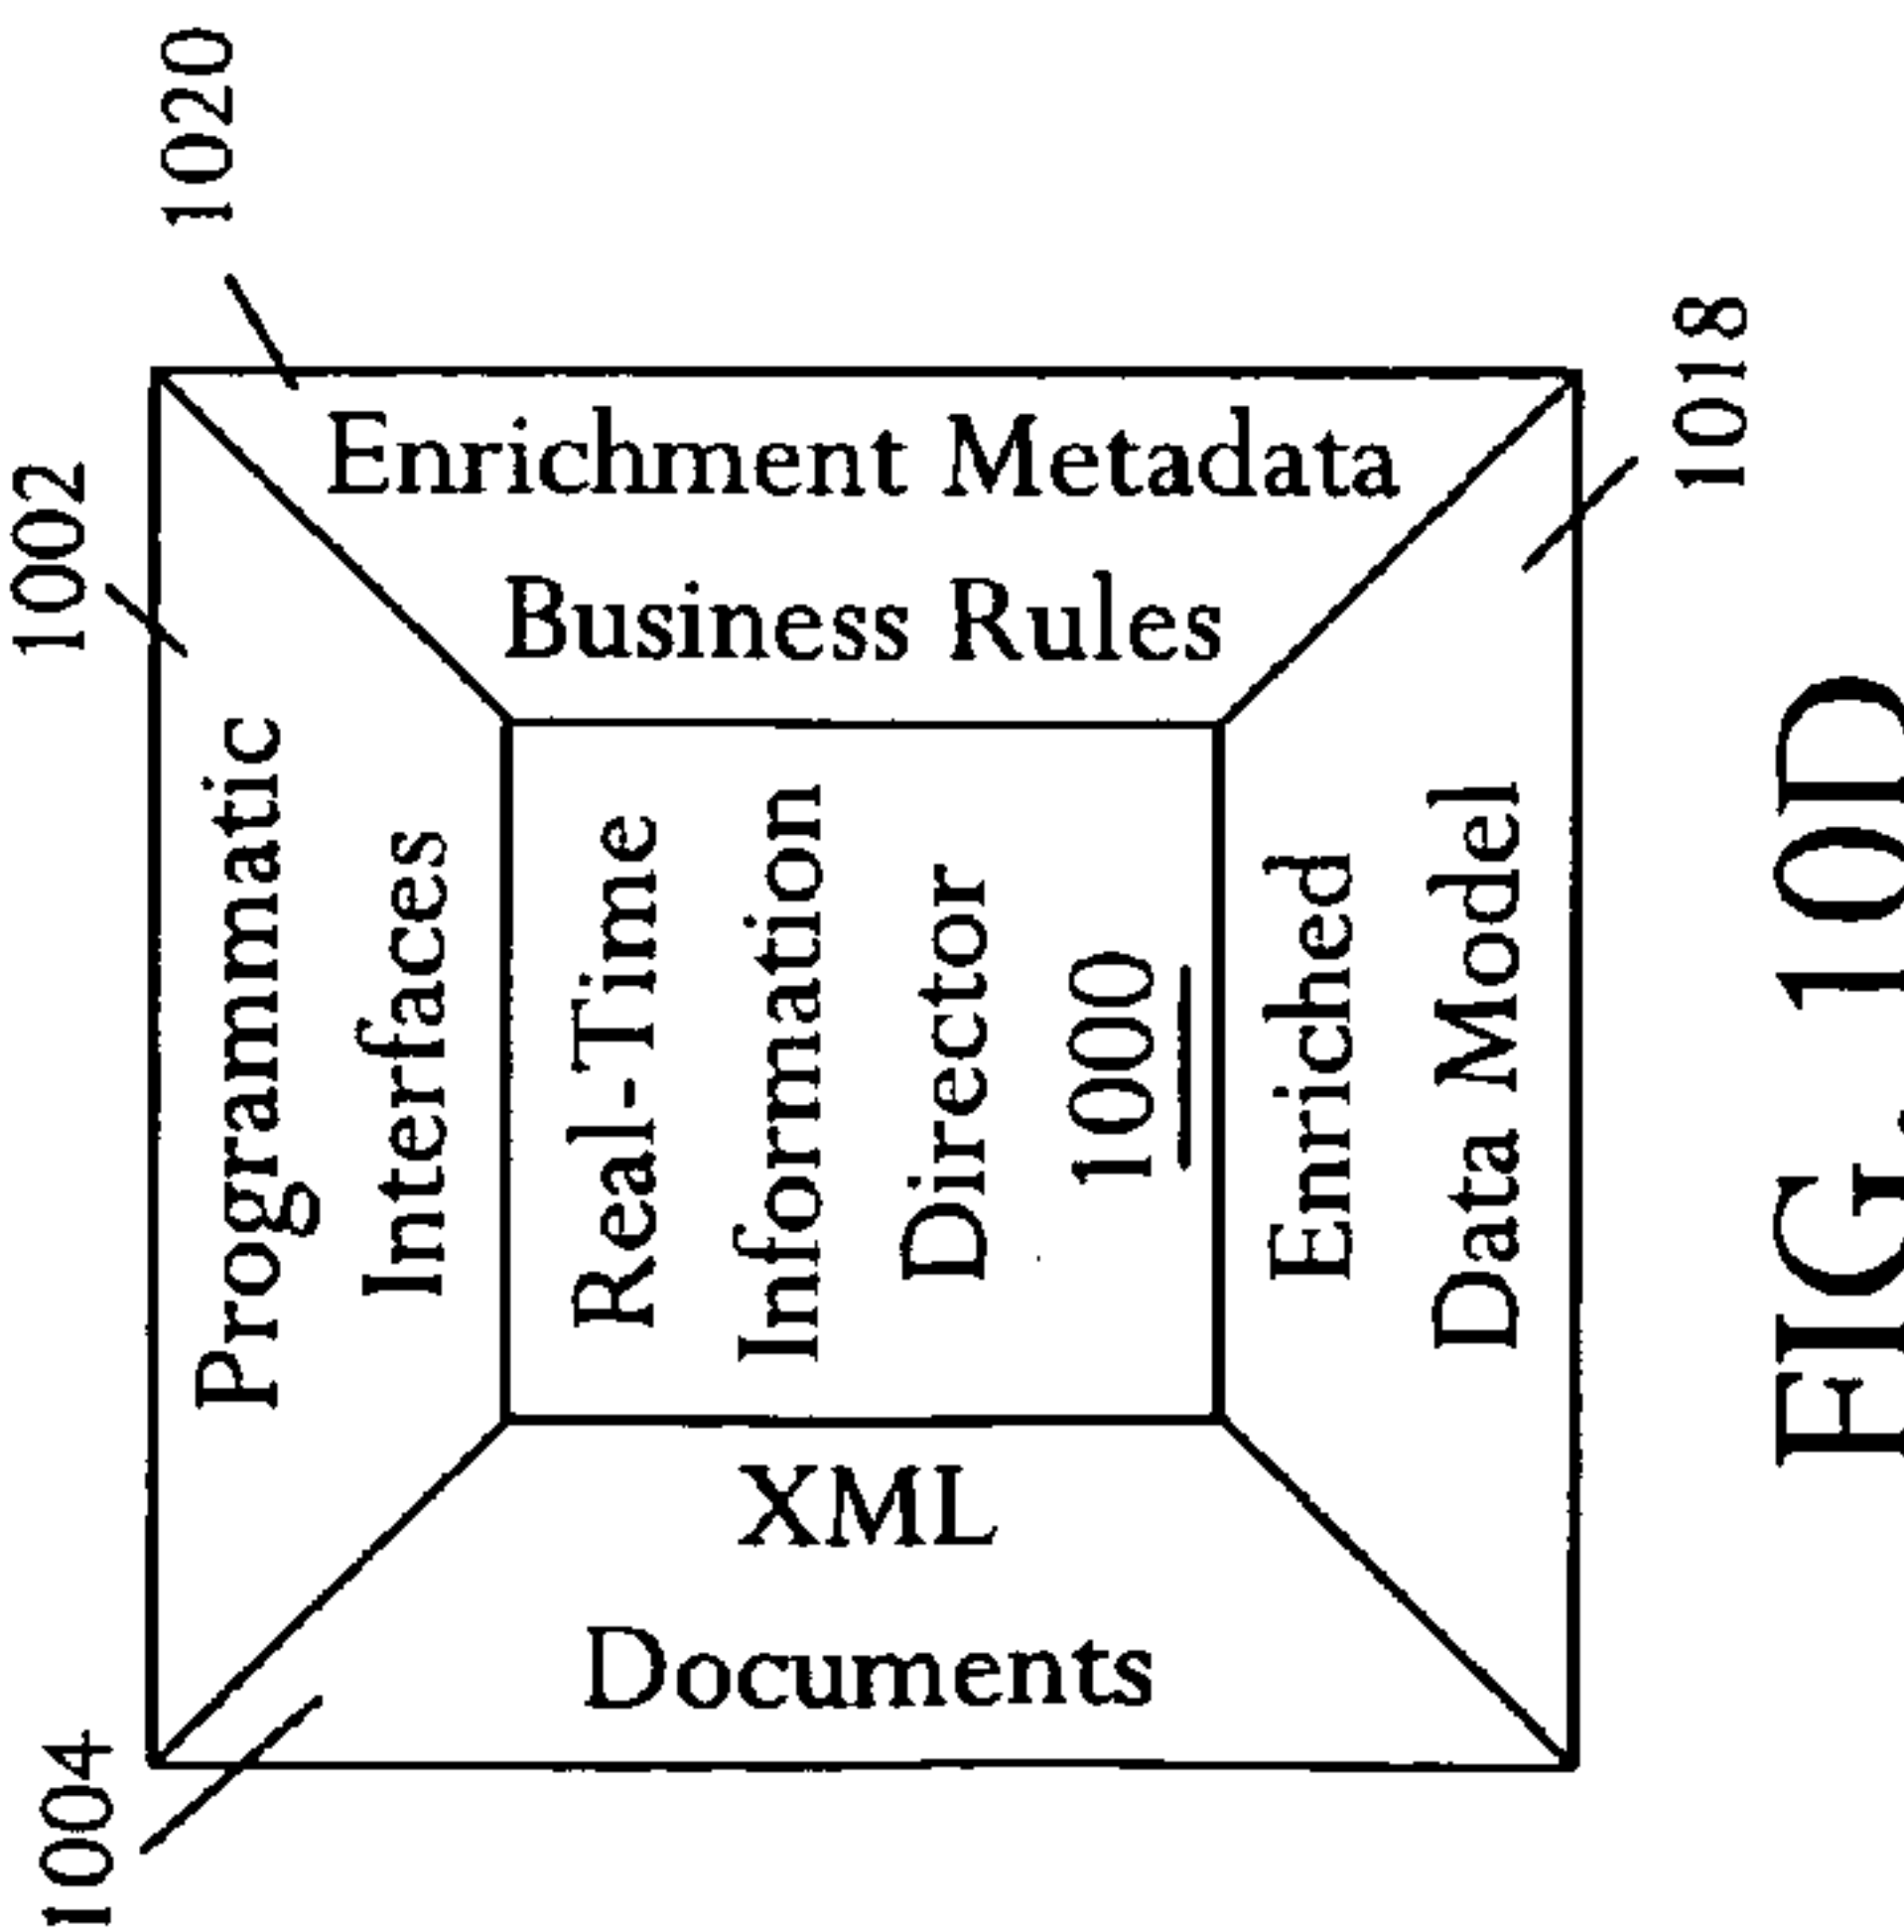 1002
1020
Programmatic
Interfaces
Enrichment Metadata
Business Rules
Real-Time
Information
Director
1000
XML
Documents
1004
Enriched
Data Model
1018
FIG. 10D